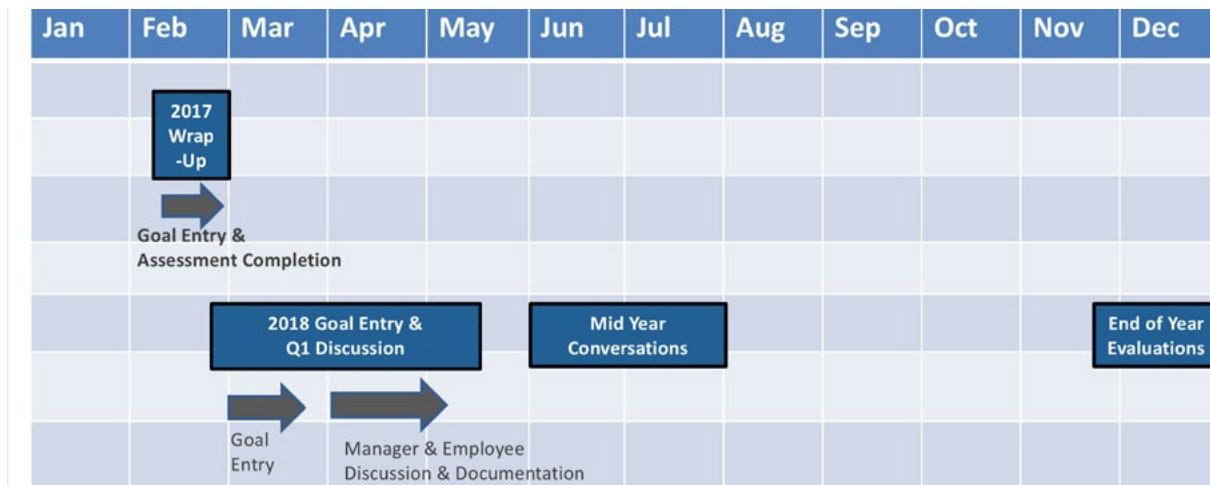 Jan Feb Mar Apr May Jun Jul Aug Sep Oct Nov Dec
2017
Wrap
-Up
Goal Entry &
Assessment Completion
2018 Goal Entry &
Q1 Discussion
Mid Year
Conversations
End of Year
Evaluations
Goal
Entry
Manager & Employee
Discussion & Documentation